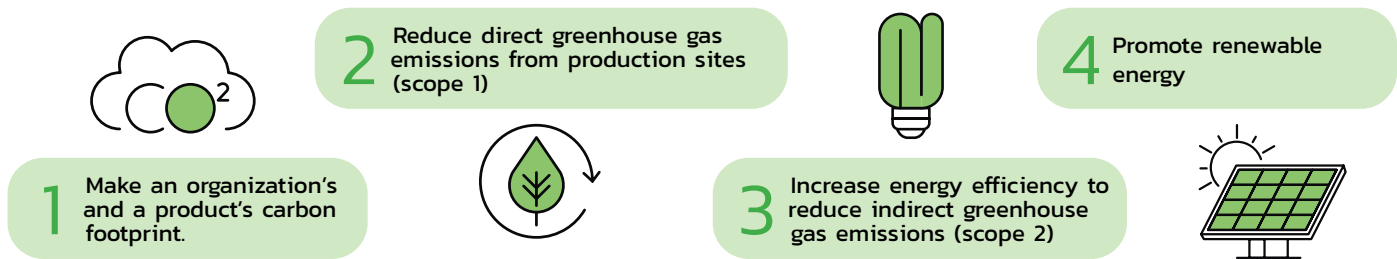 1
Make an organization's
and a product's carbon
footprint.
2
Reduce direct greenhouse gas
emissions from production sites
(scope 1)
3
Increase energy efficiency to
reduce indirect greenhouse
gas emissions (scope 2)
4
Promote renewable
energy
CO2